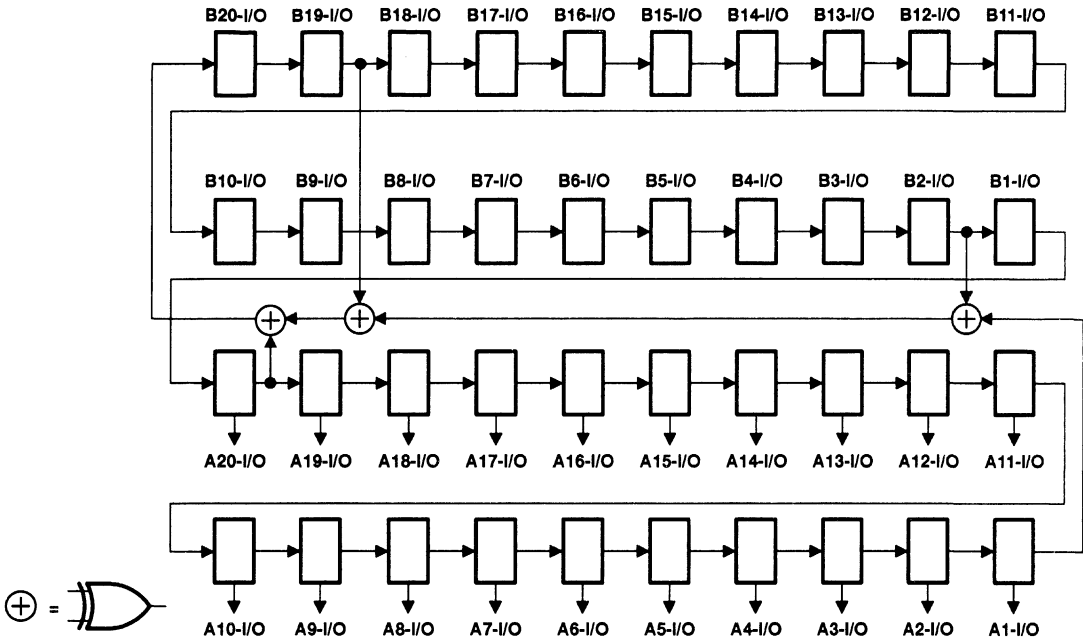 B20-I/O B19-I/O B18-I/O B17-I/O B16-I/O B15-I/O B14-I/O B13-I/O B12-I/O B11-I/O
B10-I/O B9-I/O B8-I/O B7-I/O B6-I/O B5-I/O B4-I/O B3-I/O B2-I/O B1-I/O
A20-I/O A19-I/O A18-I/O A17-I/O A16-I/O A15-I/O A14-I/O A13-I/O A12-I/O A11-I/O
=
A10-I/O A9-I/O A8-I/O A7-I/O A6-I/O A5-I/O A4-I/O A3-I/O A2-I/O A1-I/O